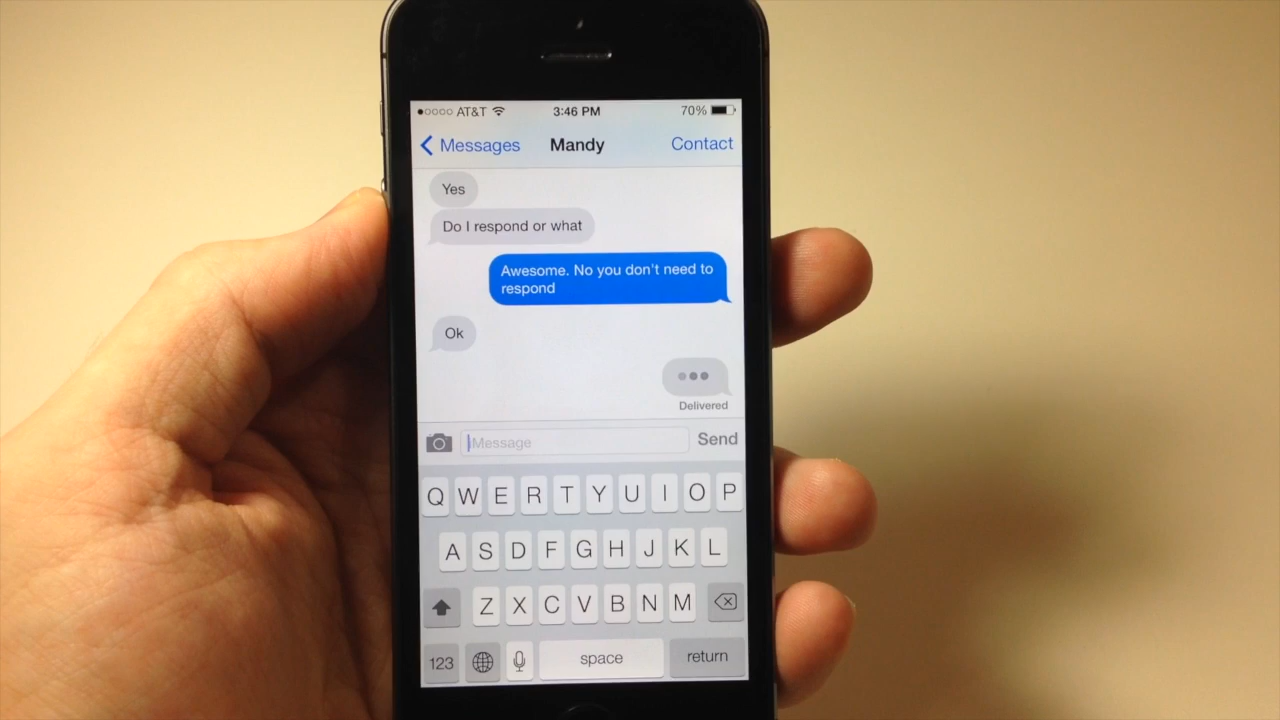 AT&T 3:46 PM 70%
Messages Mandy Contact
Yes
Do I respond or what
Awesome. No you don't need to
respond
Ok
Delivered
iMessage Send
Q W E R T Y U I O P
A S D F G H J K L
Z X C V B N M
123 space return